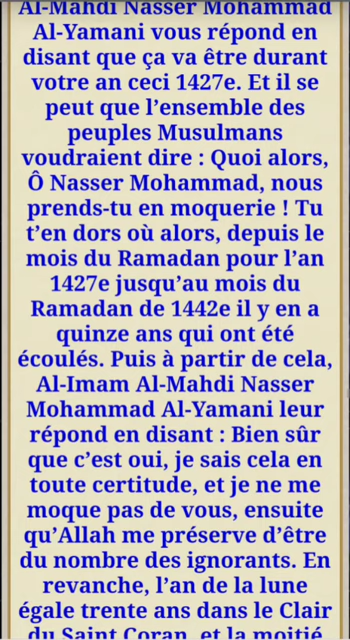 Al-Mahdi Nasser Mohammad
Al-Yamani vous répond en
disant que ça va être durant
votre an ceci 1427e. Et il se
peut que l’ensemble des
peuples Musulmans
voudraient dire : Quoi alors,
Ô Nasser Mohammad, nous
prends-tu en moquerie ! Tu
t’en dors où alors, depuis le
mois du Ramadan pour l’an
1427e jusqu’au mois du
Ramadan de 1442e il y en a
quinze ans qui ont été
écoulés. Puis à partir de cela,
Al-Imam Al-Mahdi Nasser
Mohammad Al-Yamani leur
répond en disant : Bien sûr
que c’est oui, je sais cela en
toute certitude, et je ne me
moque pas de vous, ensuite
qu’Allah me préserve d’être
du nombre des ignorants. En
revanche, l’an de la lune
égale trente ans dans le Clair
du Saint Coran, et la moitié